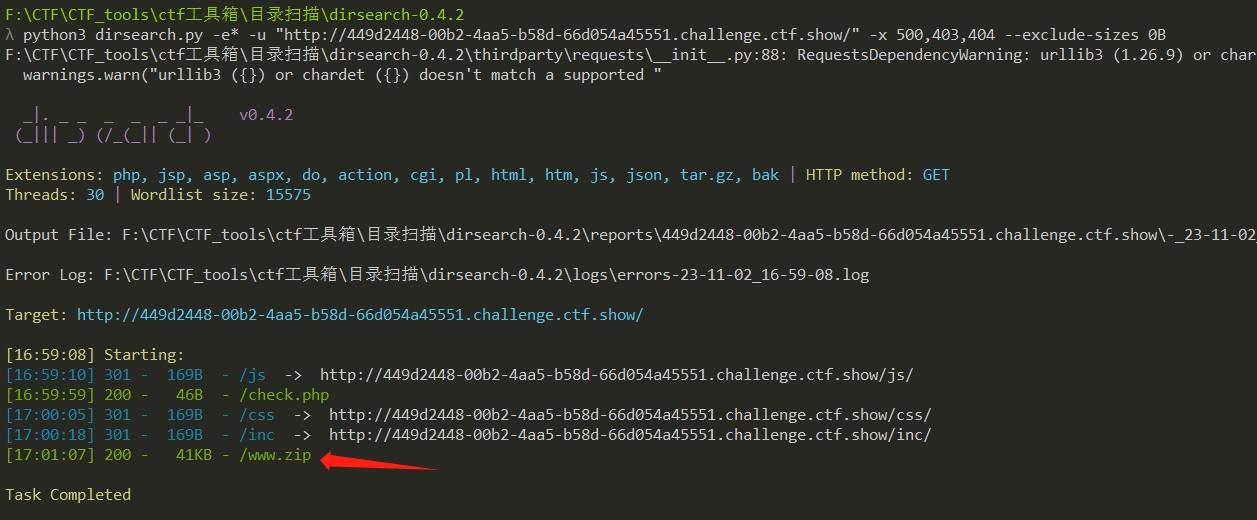 F:\CTF\CTF_tools\ctf工具箱\目录扫描\dirsearch-0.4.2
λ python3 dirsearch.py -e* -u "http://449d2448-00b2-4aa5-b58d-66d054a45551.challenge.ctf.show/" -x 500,403,404 --exclude-sizes 0B
F:\CTF\CTF_tools\ctf工具箱\目录扫描\dirsearch-0.4.2\thirdparty\requests\__init__.py:88: RequestsDependencyWarning: urllib3 (1.26.9) or char
warnings.warn("urllib3 ({}) or chardet ({}) doesn't match a supported "
_|. _ _  _  _  _ _|_    v0.4.2
(_||| _) (/_(_|| (_| )
Extensions: php, jsp, asp, aspx, do, action, cgi, pl, html, htm, js, json, tar.gz, bak | HTTP method: GET
Threads: 30 | Wordlist size: 15575
Output File: F:\CTF\CTF_tools\ctf工具箱\目录扫描\dirsearch-0.4.2\reports\449d2448-00b2-4aa5-b58d-66d054a45551.challenge.ctf.show\-_23-11-02_
Error Log: F:\CTF\CTF_tools\ctf工具箱\目录扫描\dirsearch-0.4.2\logs\errors-23-11-02_16-59-08.log
Target: http://449d2448-00b2-4aa5-b58d-66d054a45551.challenge.ctf.show/
[16:59:08] Starting:
[16:59:10] 301 -  169B  - /js  ->  http://449d2448-00b2-4aa5-b58d-66d054a45551.challenge.ctf.show/js/
[16:59:59] 200 -   46B  - /check.php
[17:00:05] 301 -  169B  - /css  ->  http://449d2448-00b2-4aa5-b58d-66d054a45551.challenge.ctf.show/css/
[17:00:18] 301 -  169B  - /inc  ->  http://449d2448-00b2-4aa5-b58d-66d054a45551.challenge.ctf.show/inc/
[17:01:07] 200 -   41KB - /www.zip
Task Completed